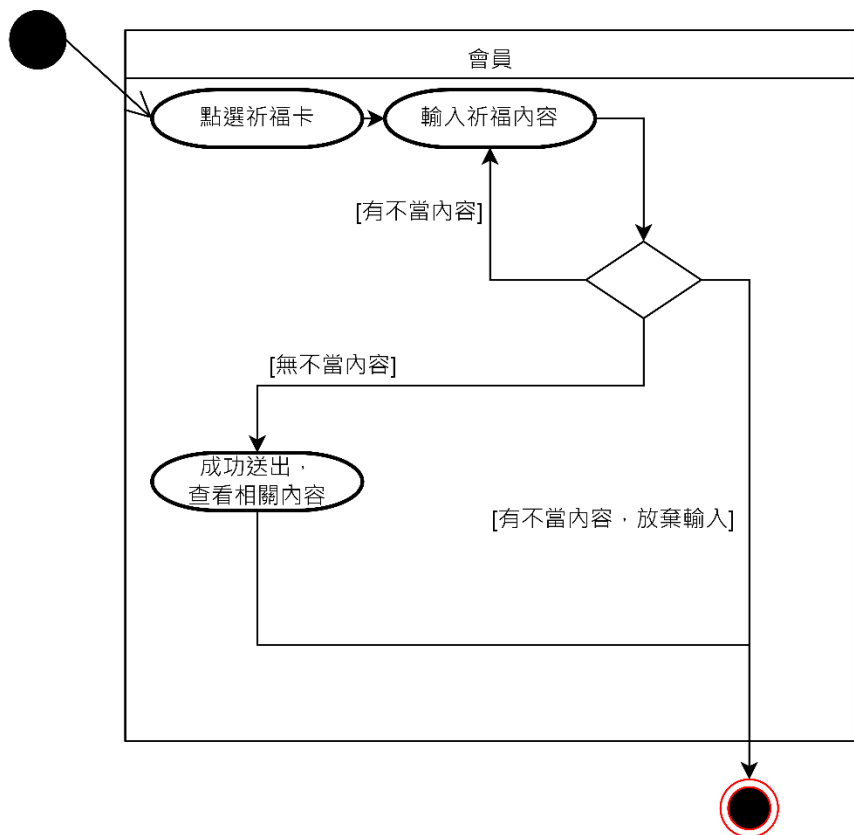 會員
點選祈福卡
輸入祈福內容
[有不當內容]
[無不當內容]
成功送出，
查看相關內容
[有不當內容，放棄輸入]